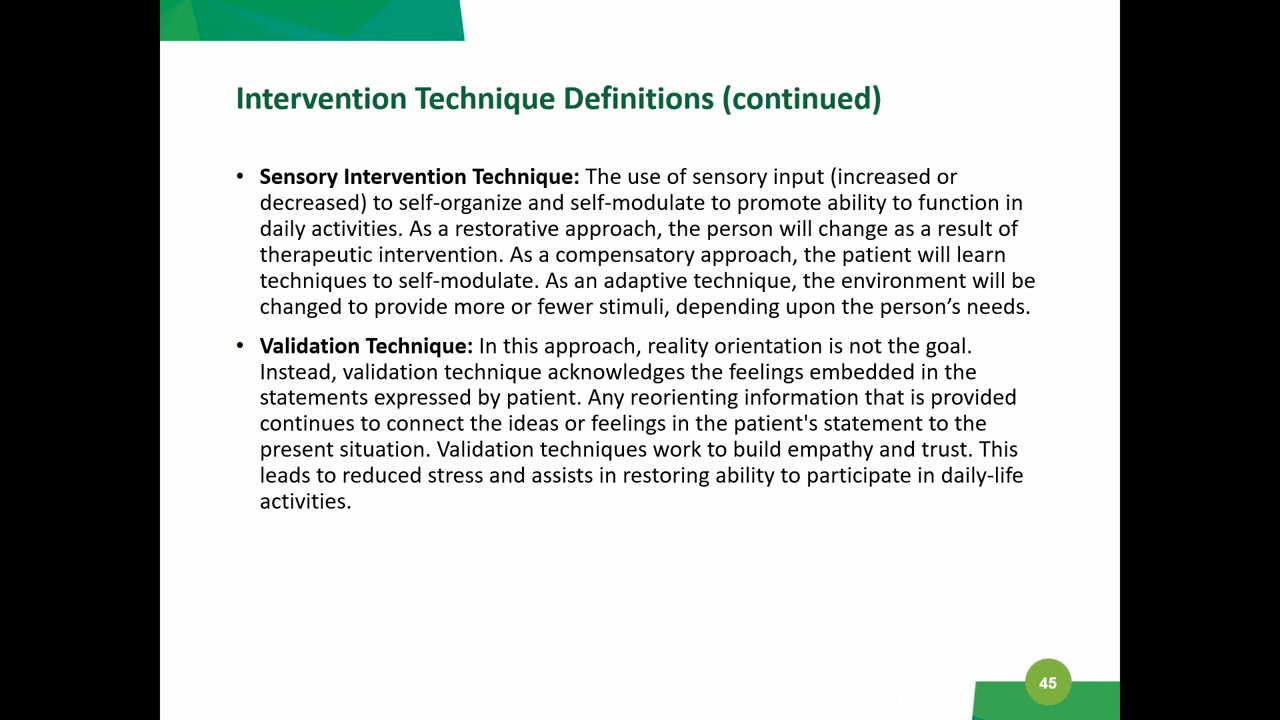 Intervention Technique Definitions (continued)
• Sensory Intervention Technique: The use of sensory input (increased or
decreased) to self-organize and self-modulate to promote ability to function in
daily activities. As a restorative approach, the person will change as a result of
therapeutic intervention. As a compensatory approach, the patient will learn
techniques to self-modulate. As an adaptive technique, the environment will be
changed to provide more or fewer stimuli, depending upon the person’s needs.
• Validation Technique: In this approach, reality orientation is not the goal.
Instead, validation technique acknowledges the feelings embedded in the
statements expressed by patient. Any reorienting information that is provided
continues to connect the ideas or feelings in the patient's statement to the
present situation. Validation techniques work to build empathy and trust. This
leads to reduced stress and assists in restoring ability to participate in daily-life
activities.
45